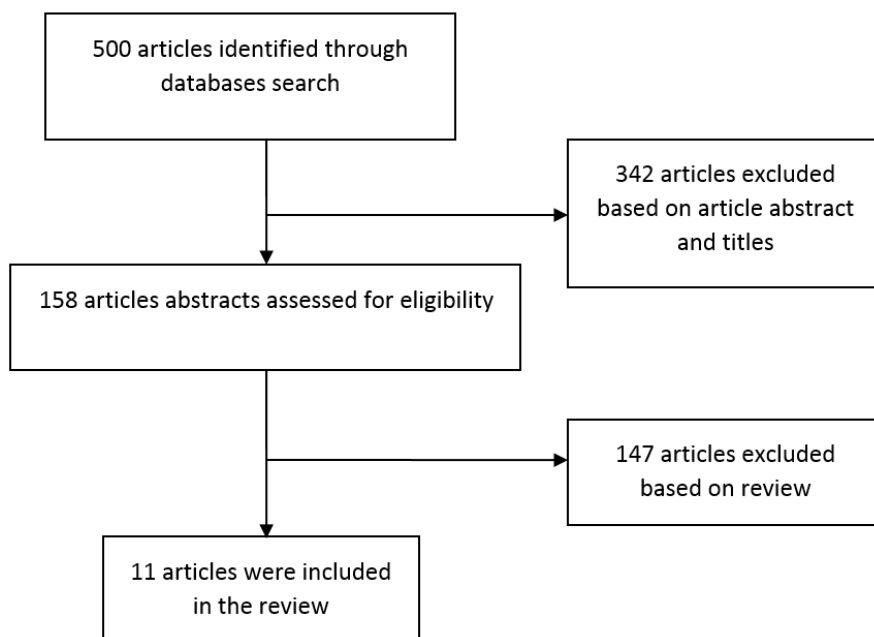 500 articles identified through
databases search
342 articles excluded
based on article abstract
and titles
158 articles abstracts assessed for eligibility
147 articles excluded
based on review
11 articles were included
in the review